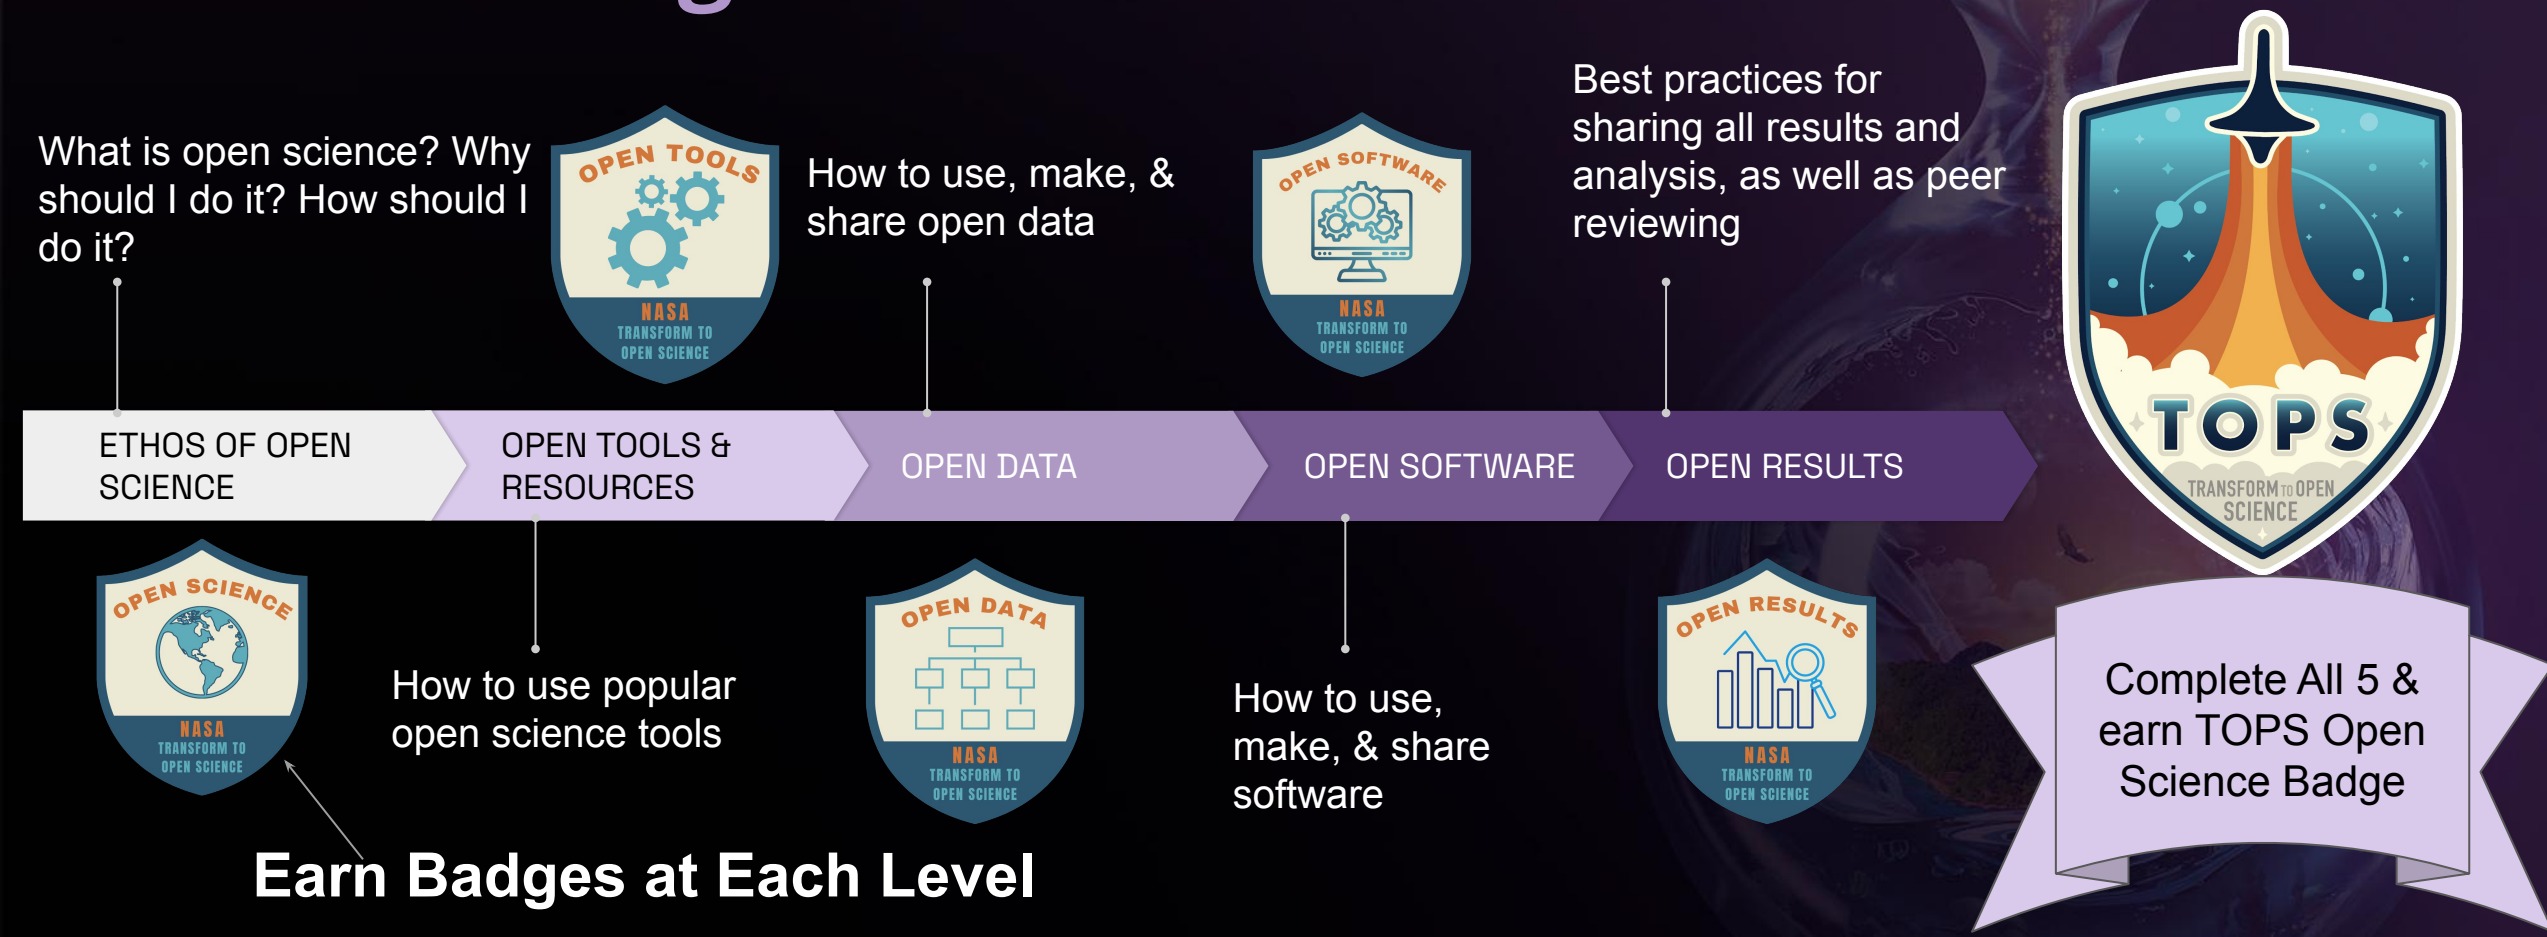 What is open science? Why
should I do it? How should I
do it?
OPEN TOOLS
NASA
TRANSFORM TO
OPEN SCIENCE
How to use, make, &
share open data
OPEN SOFTWARE
NASA
TRANSFORM TO
OPEN SCIENCE
Best practices for
sharing all results and
analysis, as well as peer
reviewing
TOPS
TRANSFORM TO OPEN
SCIENCE
ETHOS OF OPEN
SCIENCE
OPEN TOOLS &
RESOURCES
OPEN DATA
OPEN SOFTWARE
OPEN RESULTS
OPEN SCIENCE
NASA
TRANSFORM TO
OPEN SCIENCE
How to use popular
open science tools
OPEN DATA
NASA
TRANSFORM TO
OPEN SCIENCE
How to use,
make, & share
software
OPEN RESULTS
NASA
TRANSFORM TO
OPEN SCIENCE
Complete All 5 &
earn TOPS Open
Science Badge
Earn Badges at Each Level